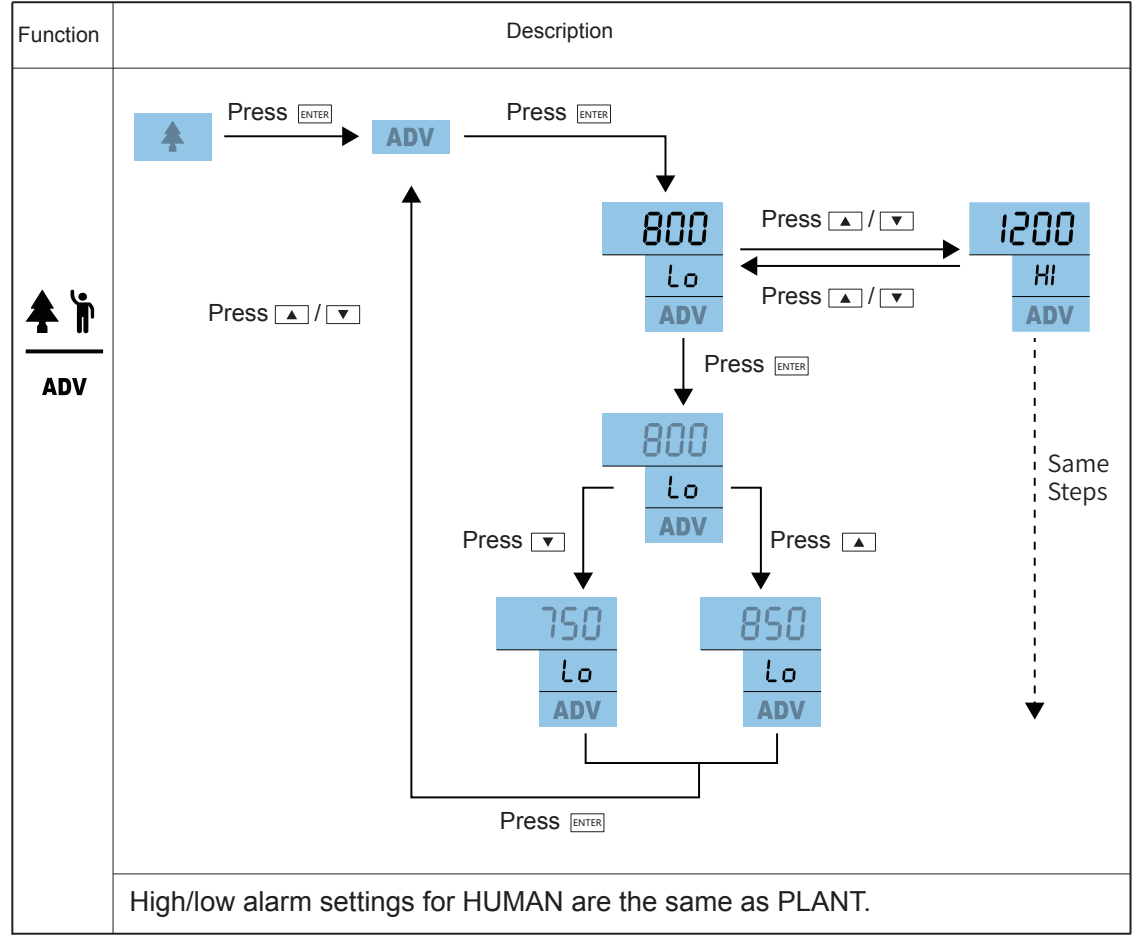 Function
Description
Press ENTER
Press ENTER
ADV
800
Lo
ADV
Press ▲ / ▼
Press ▲ / ▼
1200
HI
ADV
Press ▲ / ▼
ADV
Press ENTER
800
Lo
ADV
Same
Steps
Press ▼
Press ▲
750
Lo
ADV
850
Lo
ADV
Press ENTER
High/low alarm settings for HUMAN are the same as PLANT.